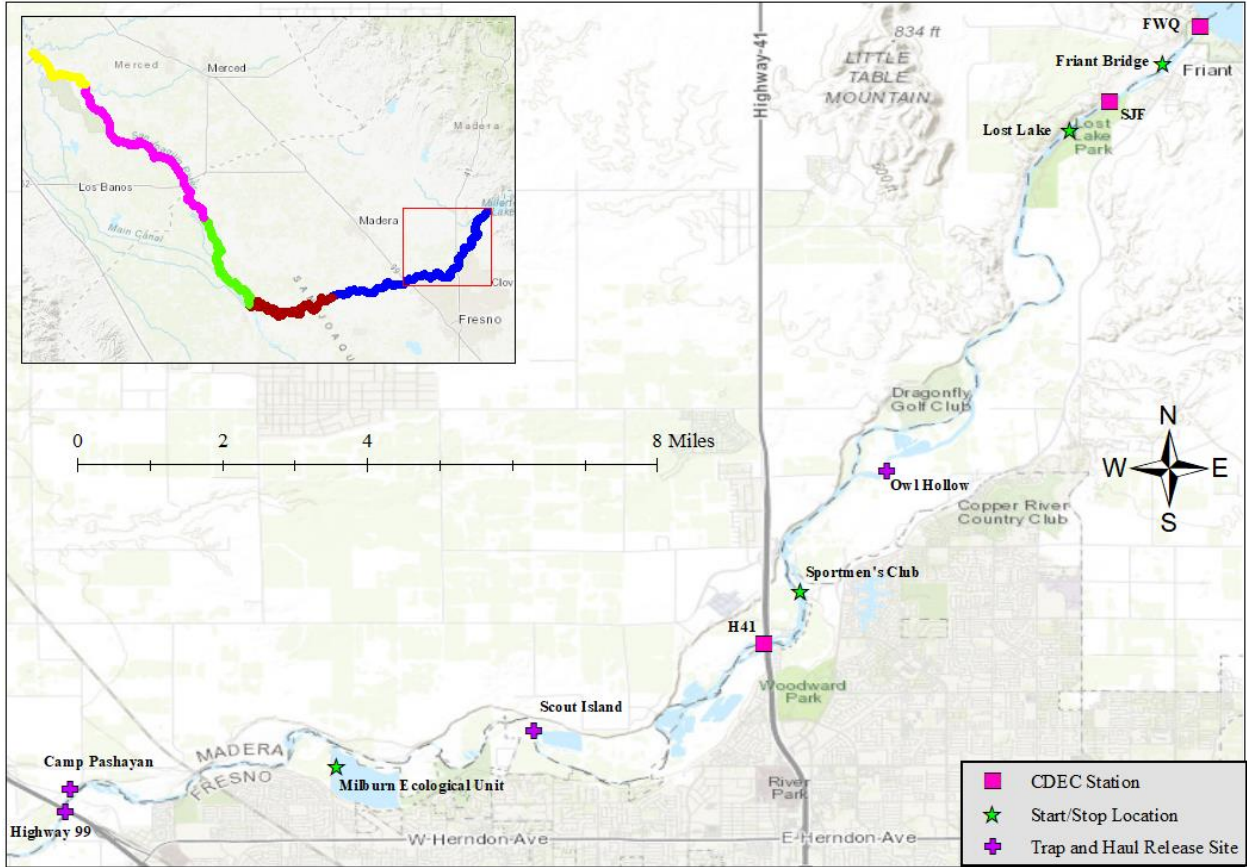 Merced
Merced
Madera
Los Banos
Main Canal
Madera
Fresno
834 ft
LITTLE
TABLE
MOUNTAIN
600 ft
Highway-41
FWQ
Friant Bridge
Friant
SJF
Lost Lake
Lost
Lake
Park
0 2 4 8 Miles
Dragonfly
Golf Club
Owl Hollow
Copper River
Country Club
N
W E
S
Sportmen's Club
H41
Woodward
Park
Scout Island
MADERA
FRESNO
Camp Pashayan
Milburn Ecological Unit
Highway 99
River
Park
W-Herndon-Ave
E-Herndon-Ave
CDEC Station
Start/Stop Location
Trap and Haul Release Site